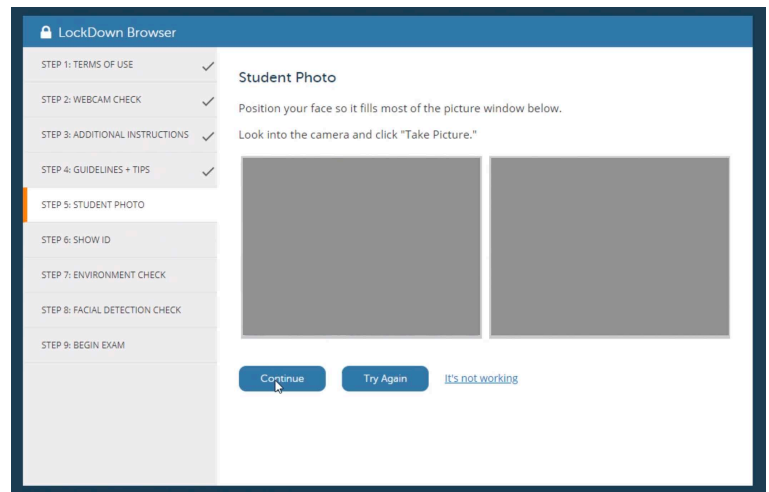 LockDown Browser
STEP 1: TERMS OF USE
STEP 2: WEBCAM CHECK
STEP 3: ADDITIONAL INSTRUCTIONS
STEP 4: GUIDELINES + TIPS
STEP 5: STUDENT PHOTO
STEP 6: SHOW ID
STEP 7: ENVIRONMENT CHECK
STEP 8: FACIAL DETECTION CHECK
STEP 9: BEGIN EXAM
Student Photo
Position your face so it fills most of the picture window below.
Look into the camera and click "Take Picture."
Continue
Try Again
It's not working